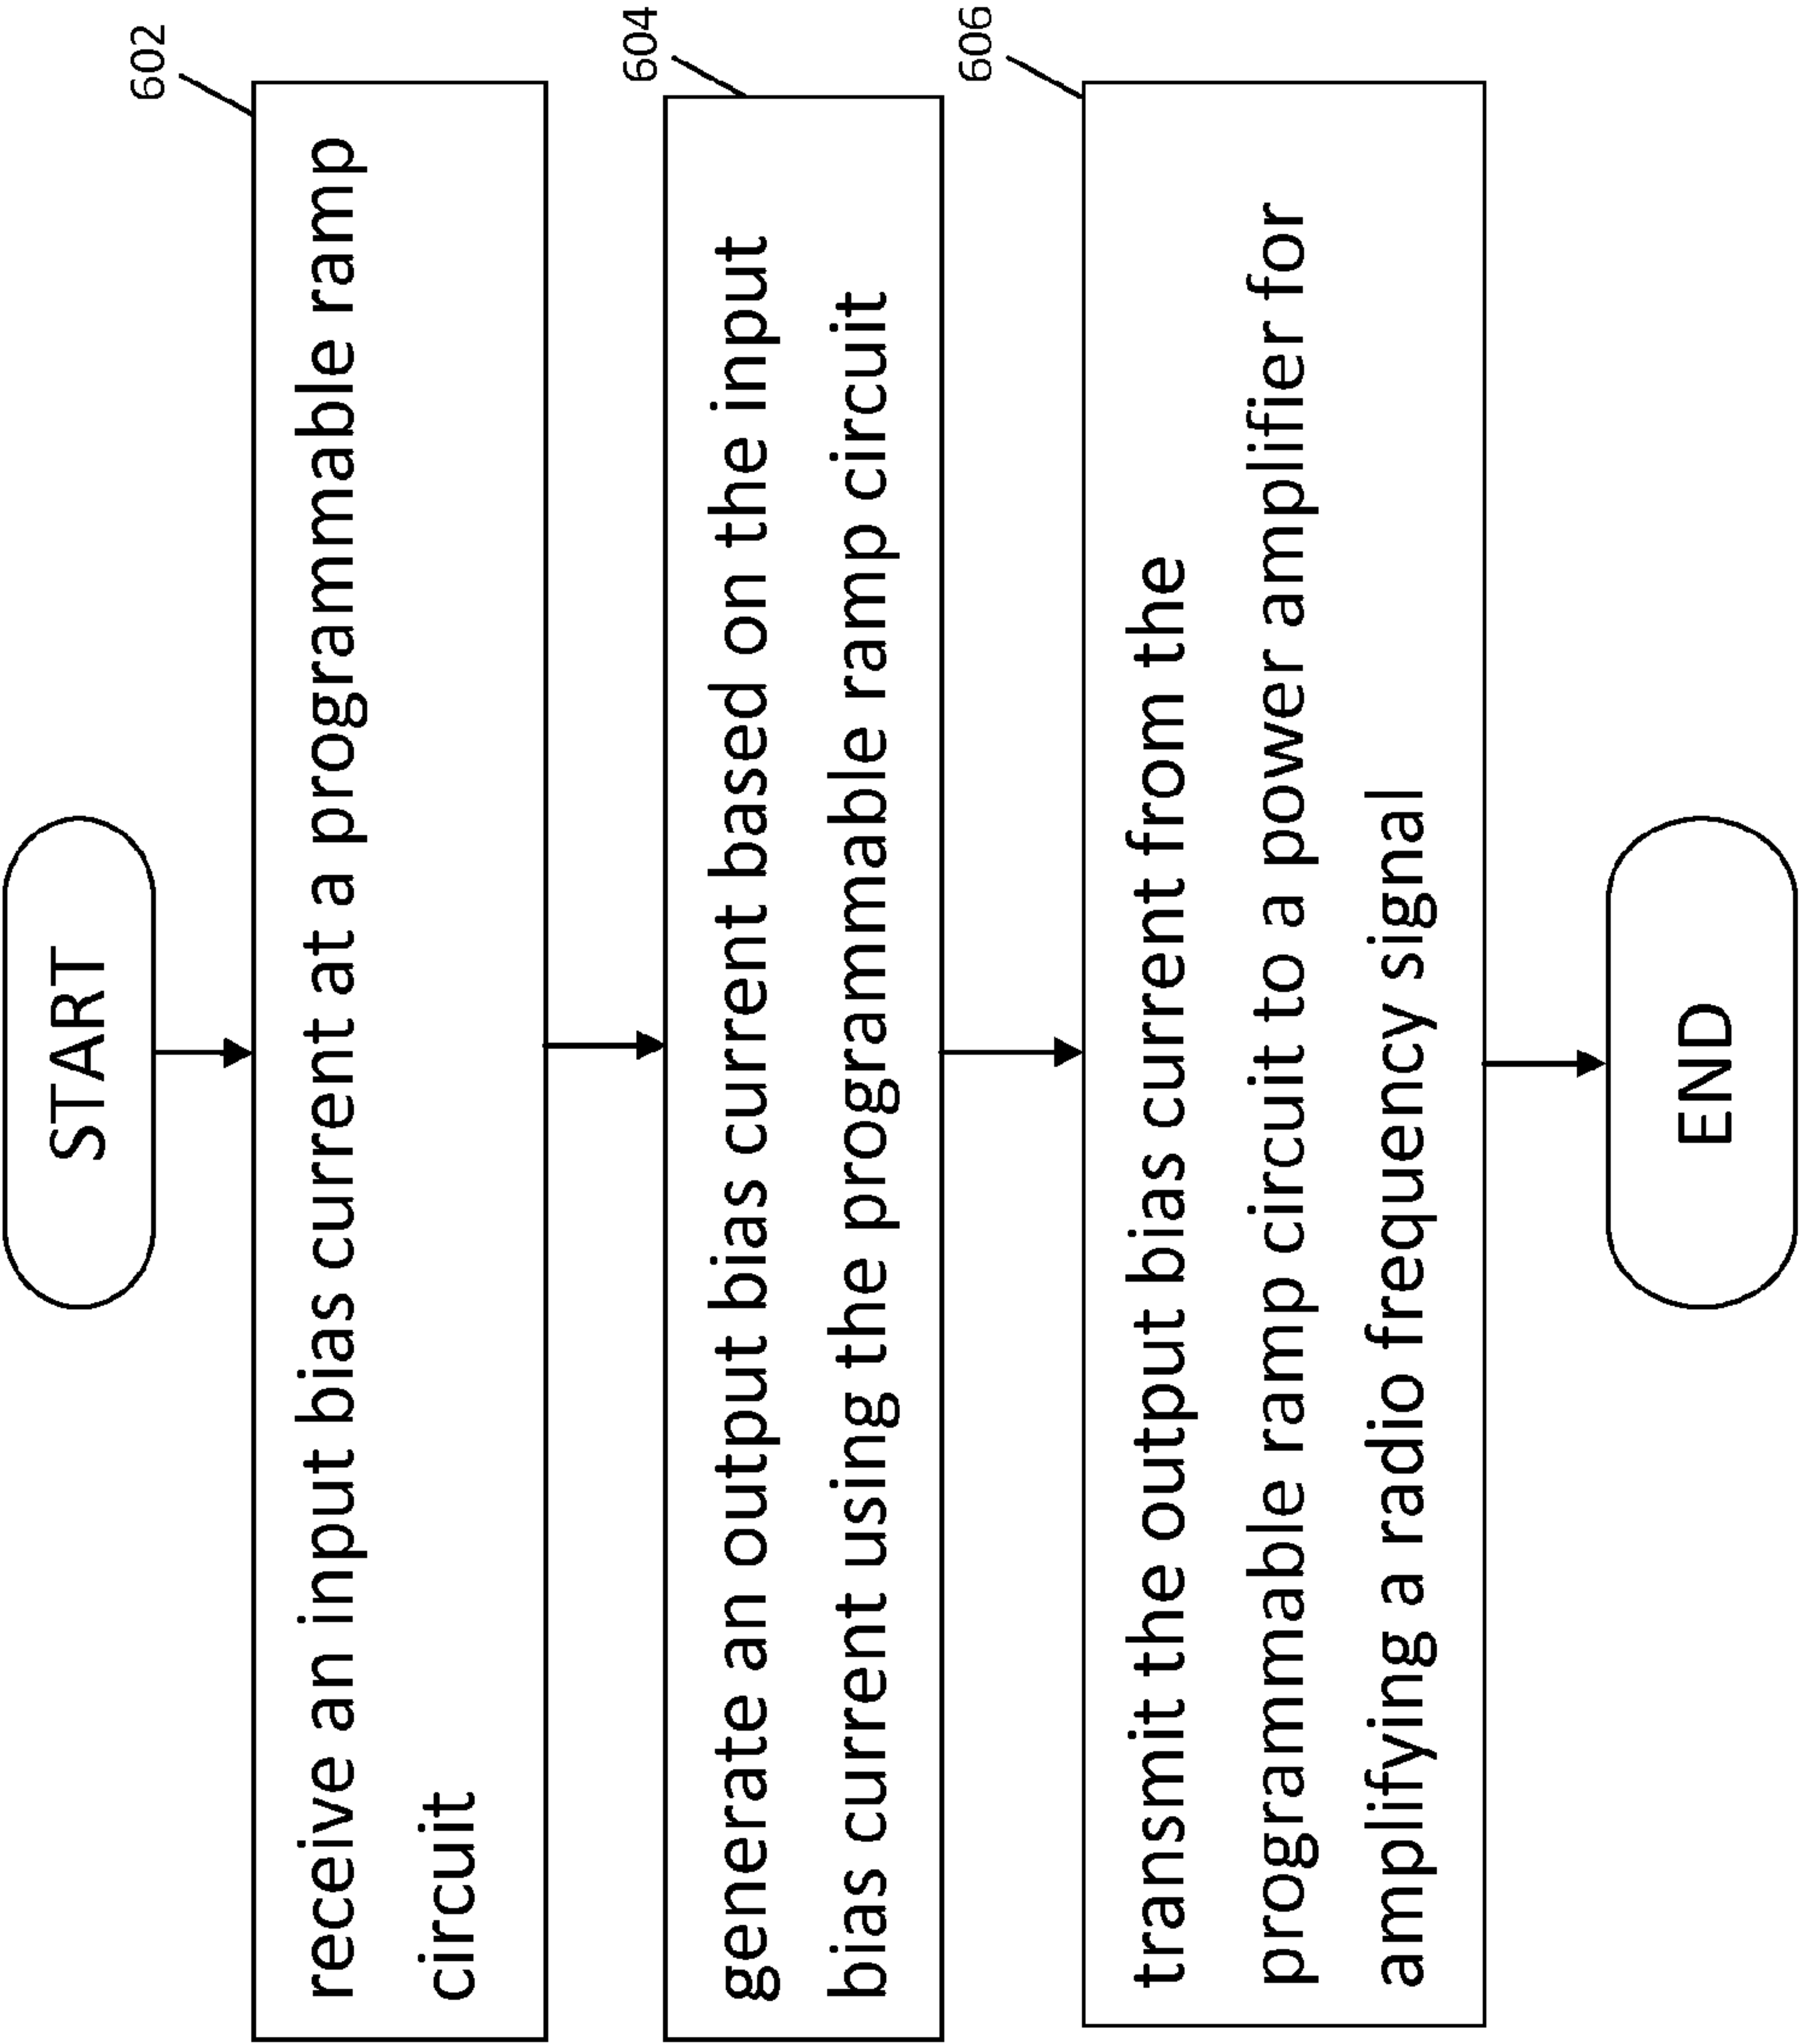 START
602
receive an input bias current at a programmable ramp
circuit
604
generate an output bias current based on the input
bias current using the programmable ramp circuit
606
transmit the output bias current from the
programmable ramp circuit to a power amplifier for
amplifying a radio frequency signal
END